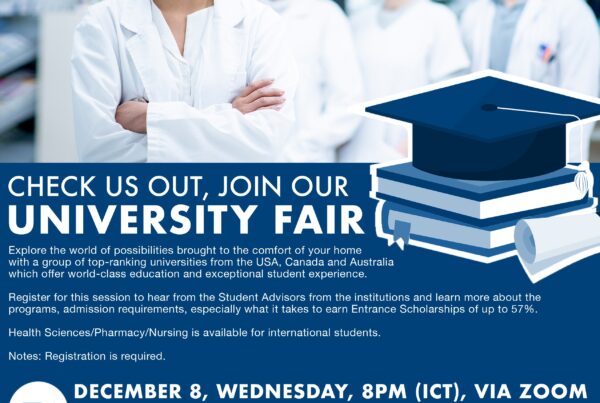 CHECK US OUT, JOIN OUR
UNIVERSITY FAIR
Explore the world of possibilities brought to the comfort of your home
with a group of top-ranking universities from the USA, Canada and Australia
which offer world-class education and exceptional student experience.
Register for this session to hear from the Student Advisors from the institutions and learn more about the
programs, admission requirements, especially what it takes to earn Entrance Scholarships of up to 57%.
Health Sciences/Pharmacy/Nursing is available for international students.
Notes: Registration is required.
DECEMBER 8, WEDNESDAY, 8PM (ICT), VIA ZOOM